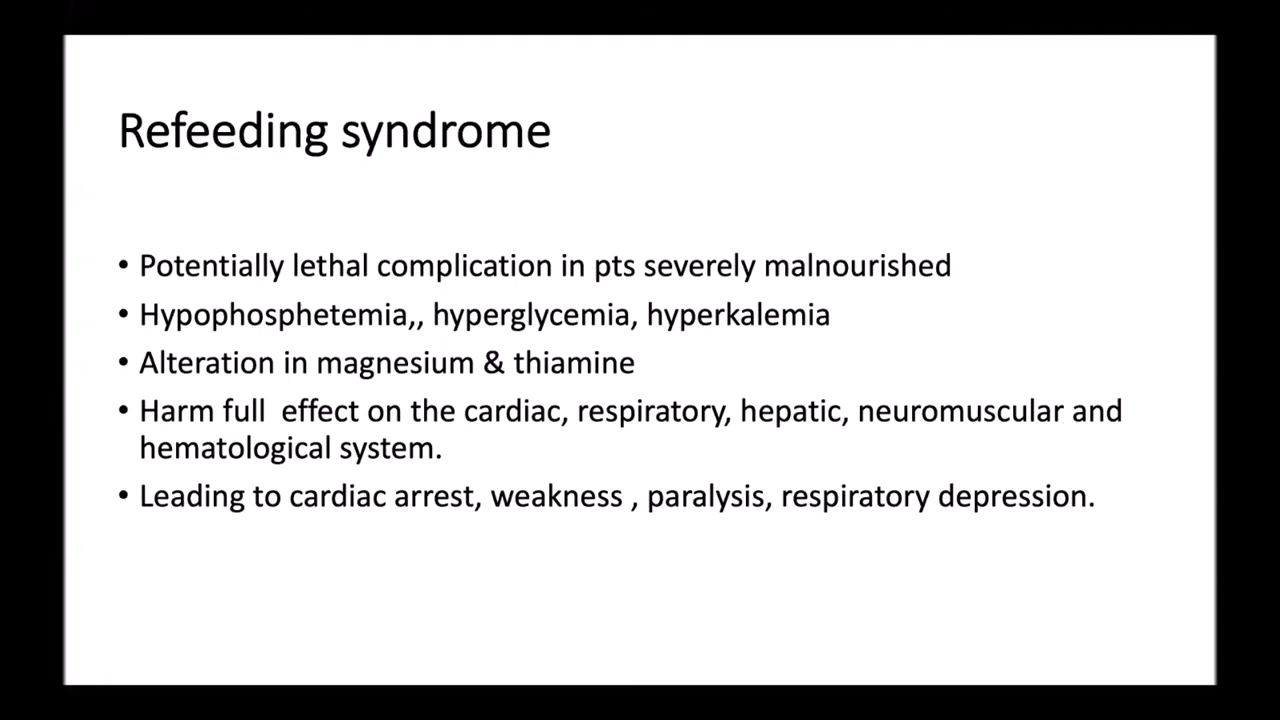 Refeeding syndrome
• Potentially lethal complication in pts severely malnourished
• Hypophosphetemia,, hyperglycemia, hyperkalemia
• Alteration in magnesium & thiamine
• Harm full  effect on the cardiac, respiratory, hepatic, neuromuscular and
hematological system.
• Leading to cardiac arrest, weakness , paralysis, respiratory depression.